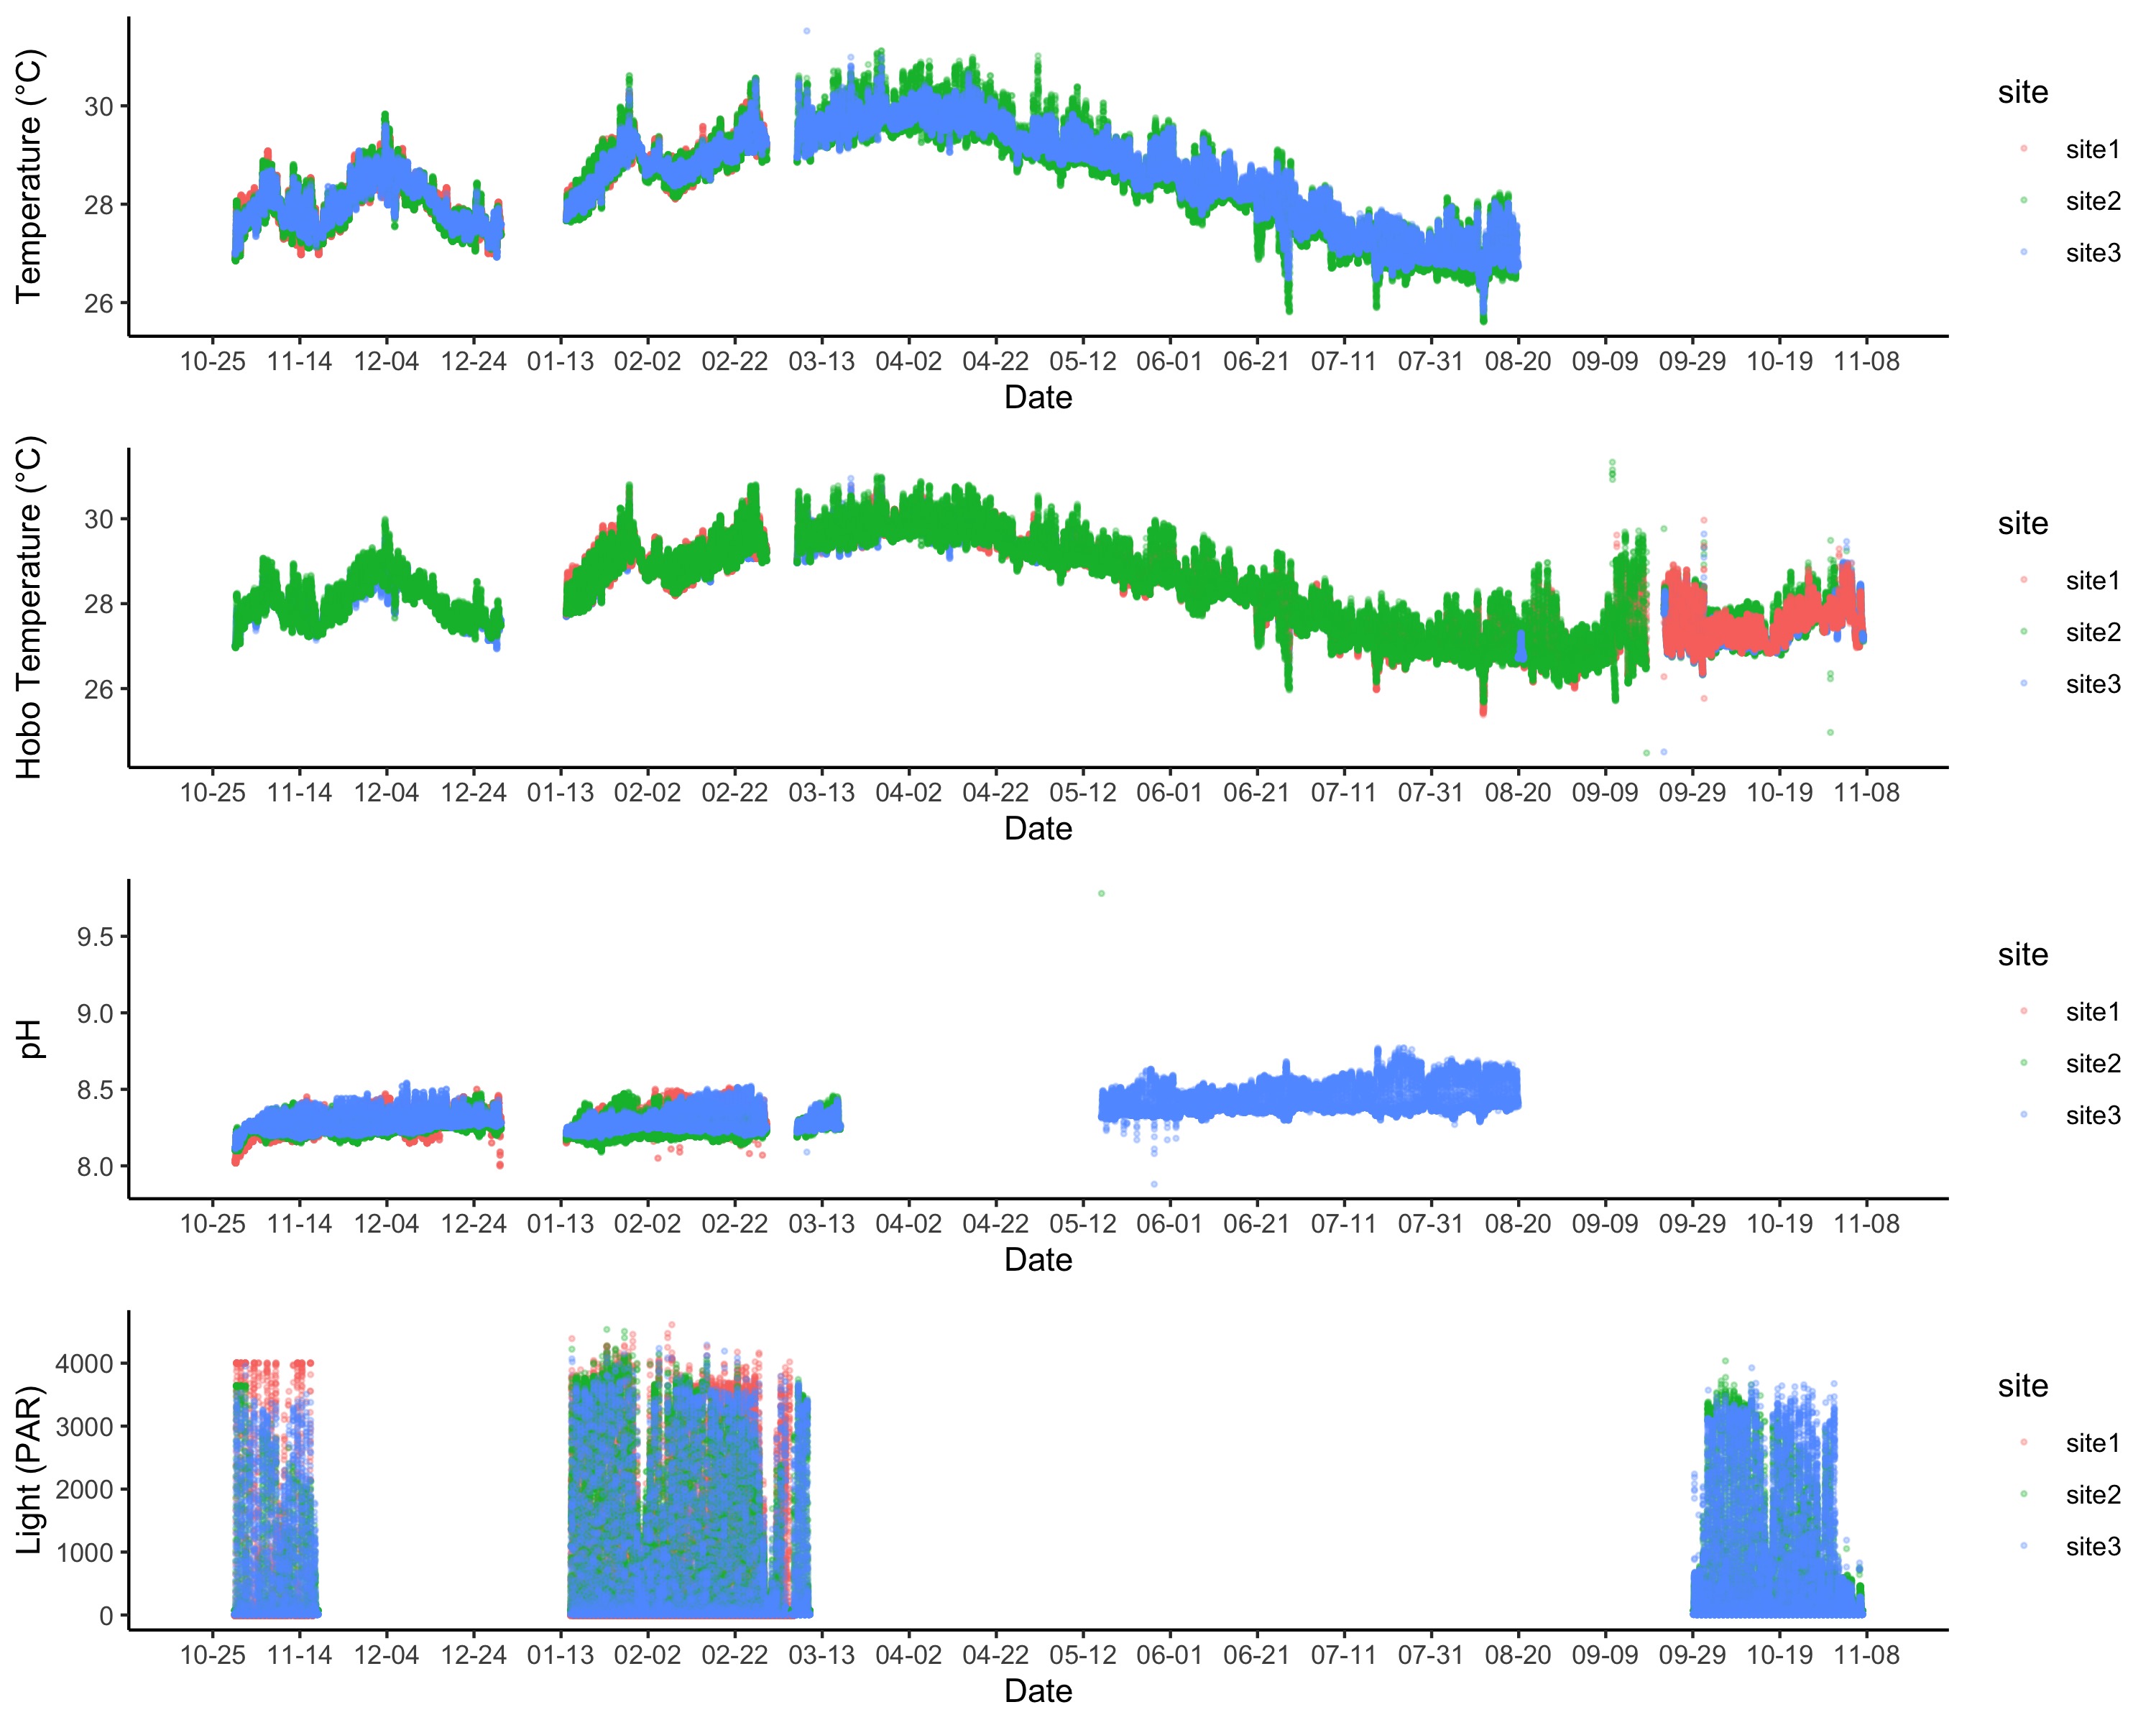 Temperature (°C)
30
28
26
10-25 11-14 12-04 12-24 01-13 02-02 02-22 03-13 04-02 04-22 05-12 06-01 06-21 07-11 07-31 08-20 09-09 09-29 10-19 11-08
Date
site
site1
site2
site3
Hobo Temperature (°C)
30
28
26
10-25 11-14 12-04 12-24 01-13 02-02 02-22 03-13 04-02 04-22 05-12 06-01 06-21 07-11 07-31 08-20 09-09 09-29 10-19 11-08
Date
site
site1
site2
site3
pH
9.5
9.0
8.5
8.0
10-25 11-14 12-04 12-24 01-13 02-02 02-22 03-13 04-02 04-22 05-12 06-01 06-21 07-11 07-31 08-20 09-09 09-29 10-19 11-08
Date
site
site1
site2
site3
Light (PAR)
4000
3000
2000
1000
0
10-25 11-14 12-04 12-24 01-13 02-02 02-22 03-13 04-02 04-22 05-12 06-01 06-21 07-11 07-31 08-20 09-09 09-29 10-19 11-08
Date
site
site1
site2
site3